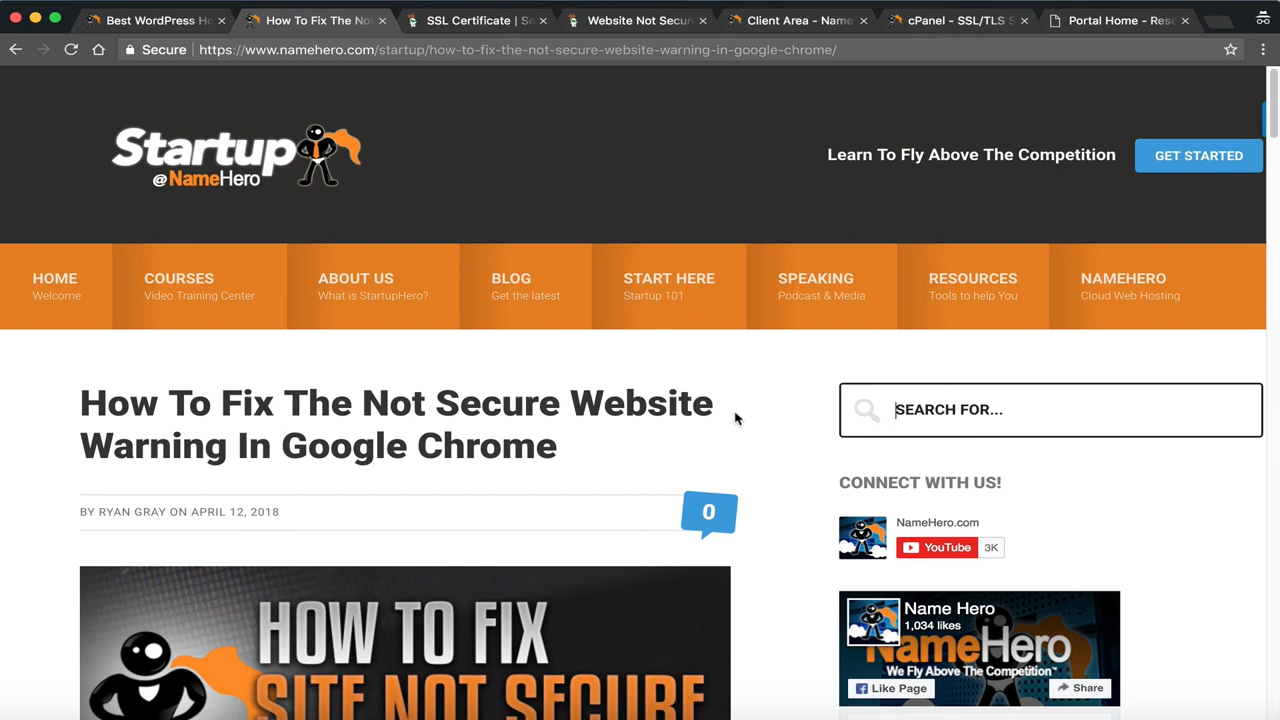 Best WordPress Ho
How To Fix The No
SSL Certificate | Se
Website Not Secur
Client Area - Name
cPanel - SSL/TLS S
Portal Home - Rese
Secure
https://www.namehero.com/startup/how-to-fix-the-not-secure-website-warning-in-google-chrome/
Startup
@NameHero
Learn To Fly Above The Competition
GET STARTED
HOME
Welcome
COURSES
Video Training Center
ABOUT US
What is StartupHero?
BLOG
Get the latest
START HERE
Startup 101
SPEAKING
Podcast & Media
RESOURCES
Tools to help You
NAMEHERO
Cloud Web Hosting
How To Fix The Not Secure Website
Warning In Google Chrome
BY RYAN GRAY ON APRIL 12, 2018
0
HOW TO FIX
SITE NOT SECURE
SEARCH FOR...
CONNECT WITH US!
NameHero.com
YouTube
3K
Name Hero
1,034 likes
NameHero
We Fly Above The Competition™
Like Page
Share